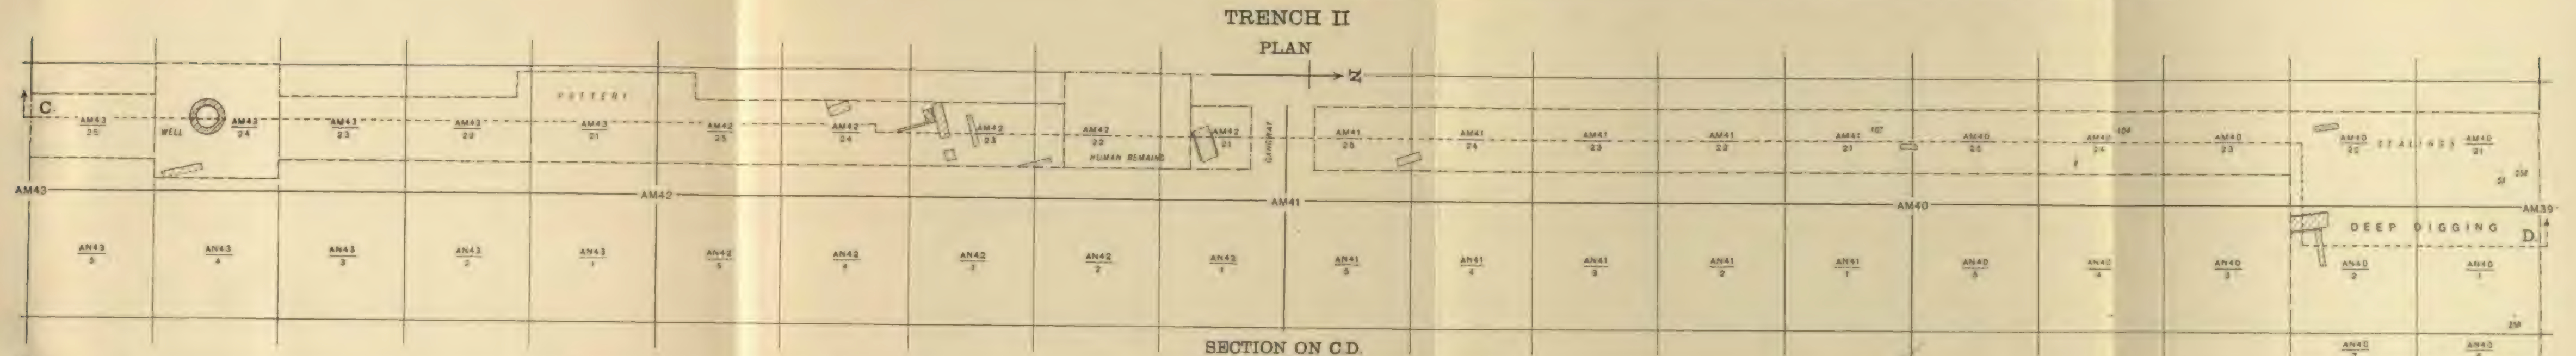 TRENCH II
PLAN
N
C.
AM43 25
WELL
AM43 24
AM43 23
AM43 22
POTTERY
AM43 21
AM42 25
AM42 24
AM42 23
AM42 22
HUMAN REMAINS
AM42 21
GANGWAY
AM41 25
AM41 24
AM41 23
AM41 22
AM41 21
107
AM40 25
AM40 24
104
AM40 23
AM40 22
SEALINGS
AM40 21
AM43
AM42
AM41
AM40
AM39
DEEP DIGGING
D.
AN43 5
AN43 4
AN43 3
AN43 2
AN43 1
AN42 5
AN42 4
AN42 3
AN42 2
AN42 1
AN41 5
AN41 4
AN41 3
AN41 2
AN41 1
AN40 5
AN40 4
AN40 3
AN40 2
AN40 1
SECTION ON C D.
AN40
AN40